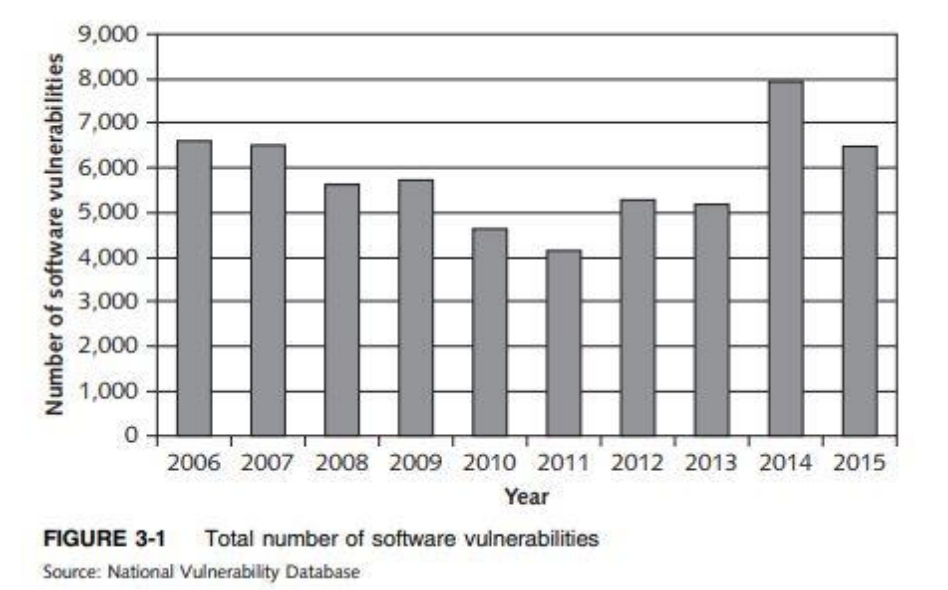 Number of software vulnerabilities
9,000
8,000
7,000
6,000
5,000
4,000
3,000
2,000
1,000
0
2006 2007 2008 2009 2010 2011 2012 2013 2014 2015
Year
FIGURE 3-1 Total number of software vulnerabilities
Source: National Vulnerability Database